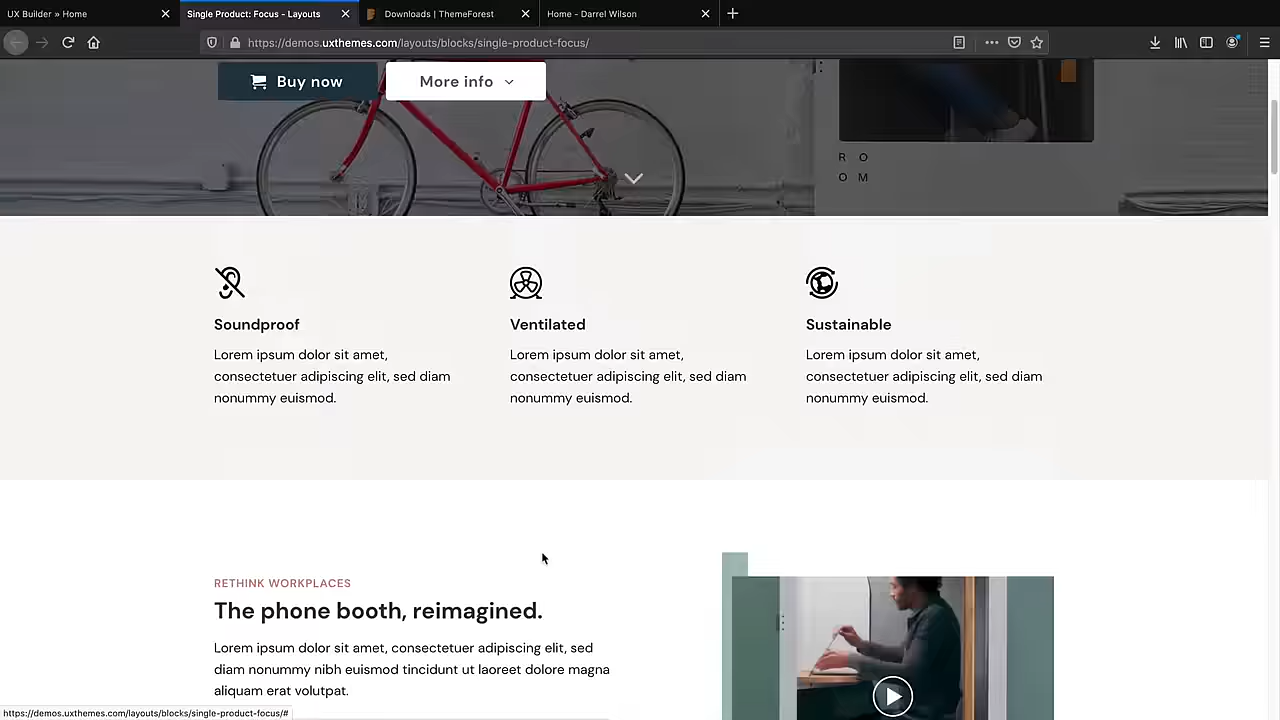 UX Builder » Home
Single Product: Focus - Layouts
Downloads | ThemeForest
Home - Darrel Wilson
https://demos.uxthemes.com/layouts/blocks/single-product-focus/
Buy now
More info
R O
O M
Soundproof
Lorem ipsum dolor sit amet,
consectetuer adipiscing elit, sed diam
nonummy euismod.
Ventilated
Lorem ipsum dolor sit amet,
consectetuer adipiscing elit, sed diam
nonummy euismod.
Sustainable
Lorem ipsum dolor sit amet,
consectetuer adipiscing elit, sed diam
nonummy euismod.
RETHINK WORKPLACES
The phone booth, reimagined.
Lorem ipsum dolor sit amet, consectetuer adipiscing elit, sed
diam nonummy nibh euismod tincidunt ut laoreet dolore magna
aliquam erat volutpat.
https://demos.uxthemes.com/layouts/blocks/single-product-focus/#